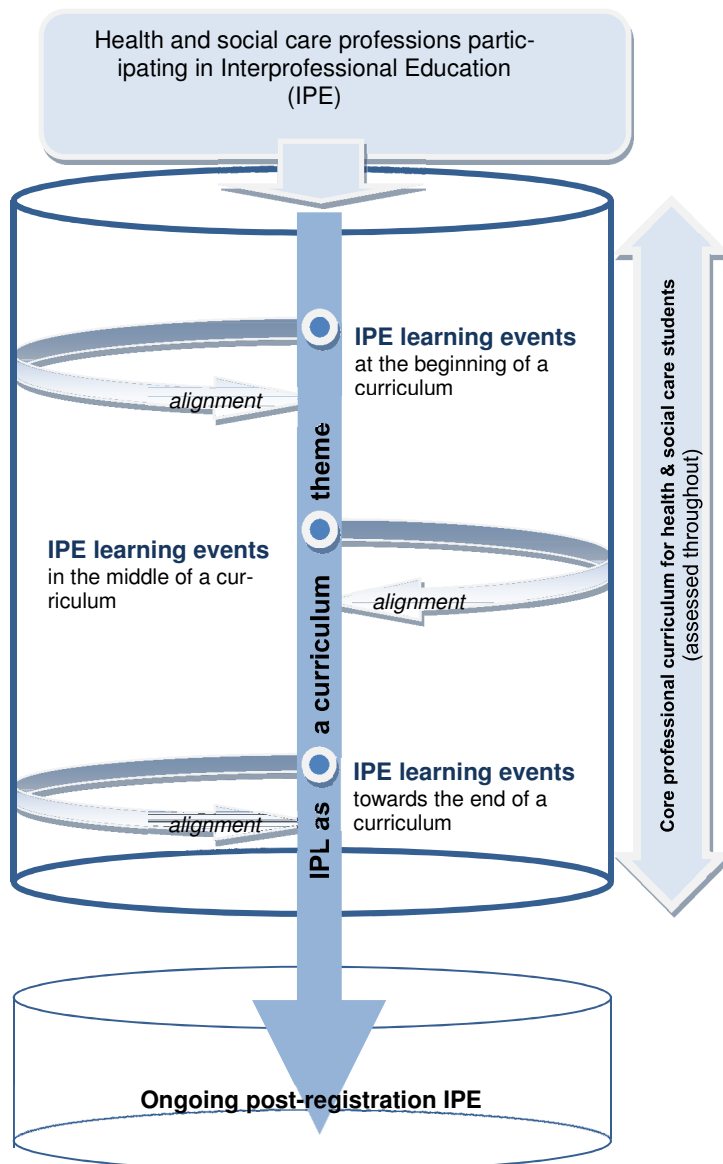 Health and social care professions partic-
ipating in Interprofessional Education
(IPE)
IPE learning events
at the beginning of a
curriculum
alignment
IPE learning events
in the middle of a cur-
riculum
alignment
IPE learning events
towards the end of a
curriculum
alignment
IPL as a curriculum theme
Core professional curriculum for health & social care students
(assessed throughout)
Ongoing post-registration IPE